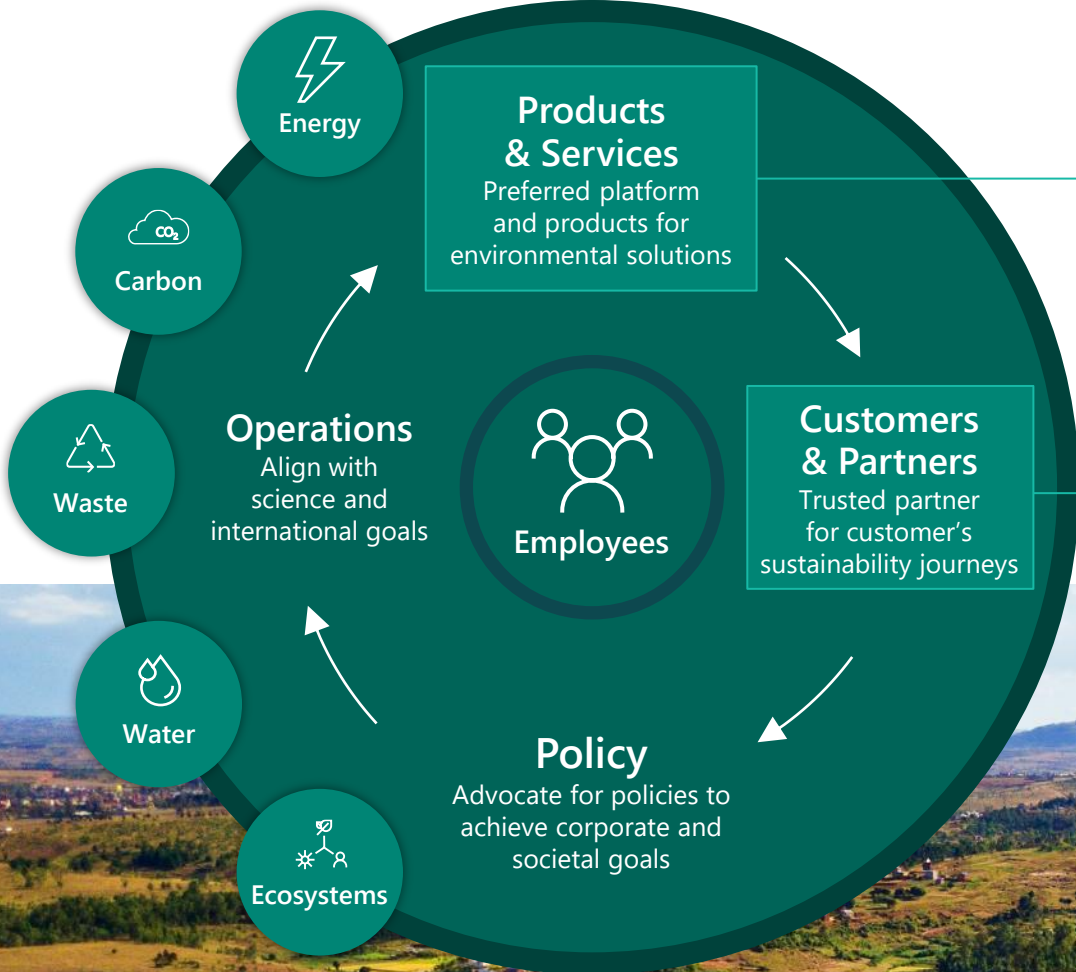 Energy
Carbon
CO₂
Waste
Water
Ecosystems
Products
& Services
Preferred platform
and products for
environmental solutions
Customers
& Partners
Trusted partner
for customer's
sustainability journeys
Policy
Advocate for policies to
achieve corporate and
societal goals
Operations
Align with
science and
international goals
Employees